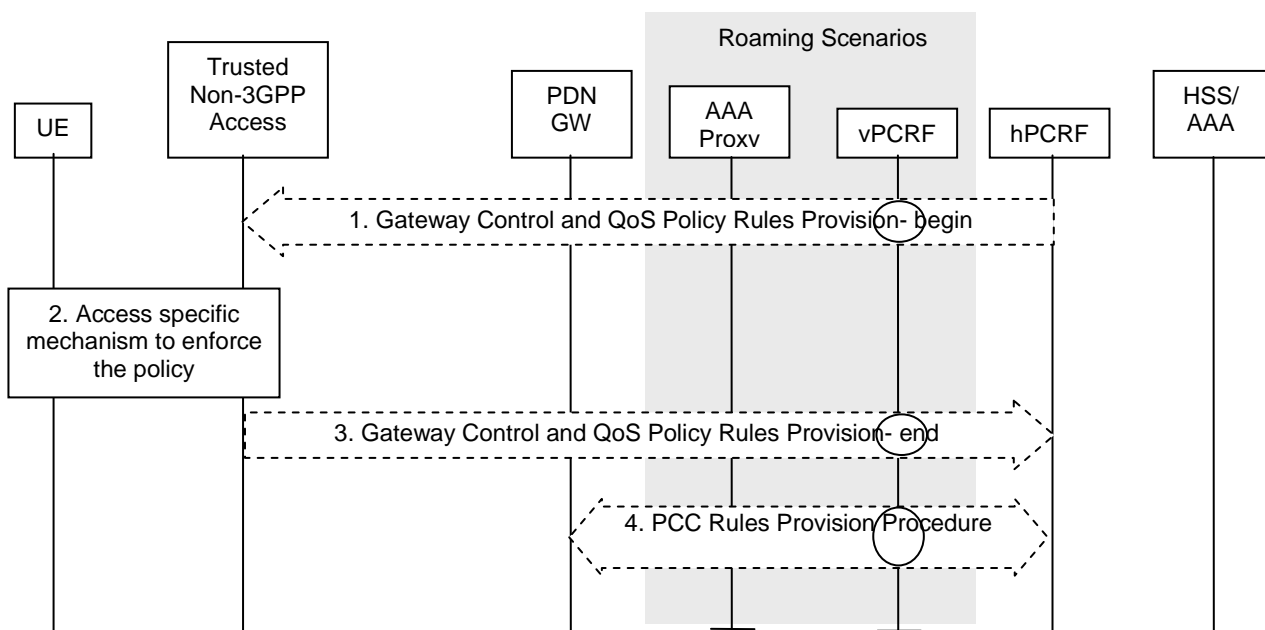 Roaming Scenarios
UE
Trusted
Non-3GPP
Access
PDN
GW
AAA
Proxv
vPCRF
hPCRF
HSS/
AAA
1. Gateway Control and QoS Policy Rules Provision- begin
2. Access specific
mechanism to enforce
the policy
3. Gateway Control and QoS Policy Rules Provision- end
4. PCC Rules Provision Procedure